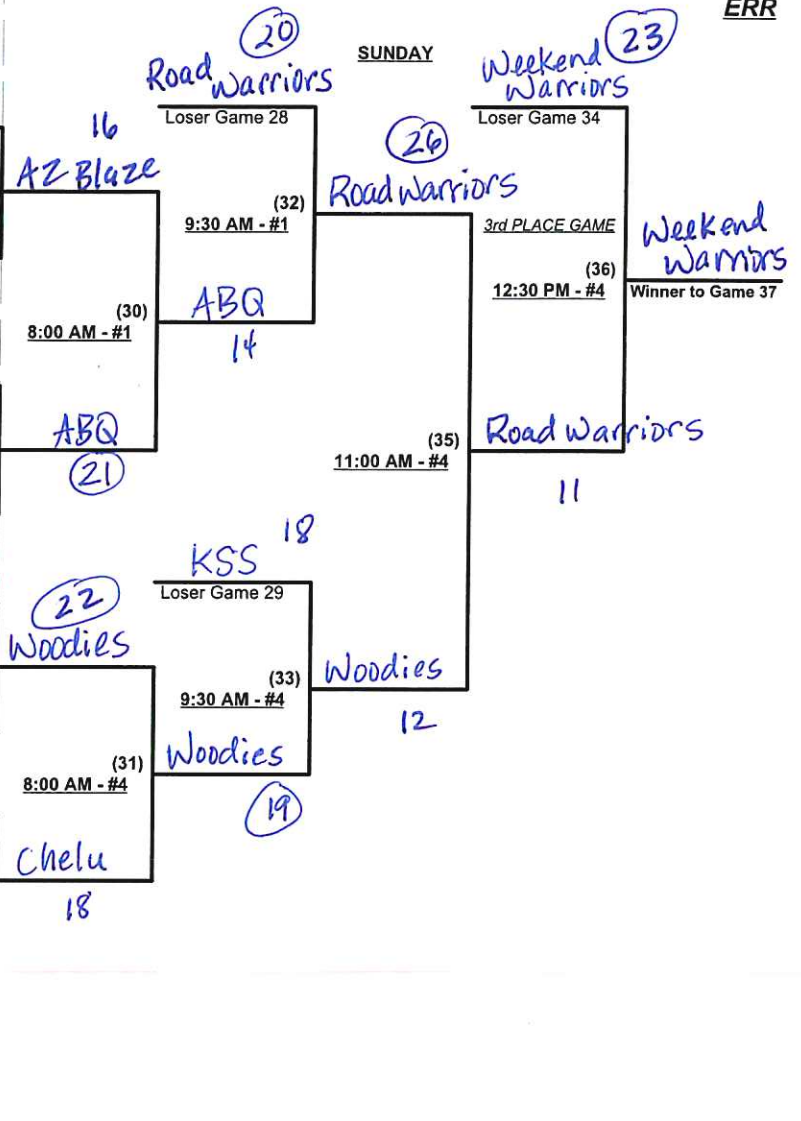 ERR
SUNDAY
20
Road
Warriors
Loser Game 28
Weekend
Warriors
23
Loser Game 34
16
AZ Blaze
26
Road Warriors
(32)
9:30 AM - #1
3rd PLACE GAME
(36)
12:30 PM - #4
Weekend
Warriors
Winner to Game 37
(30)
8:00 AM - #1
ABQ
14
ABQ
21
(35)
11:00 AM - #4
Road Warriors
11
18
KSS
Loser Game 29
22
Woodies
(33)
9:30 AM - #4
Woodies
12
(31)
8:00 AM - #4
Woodies
19
Chelu
18